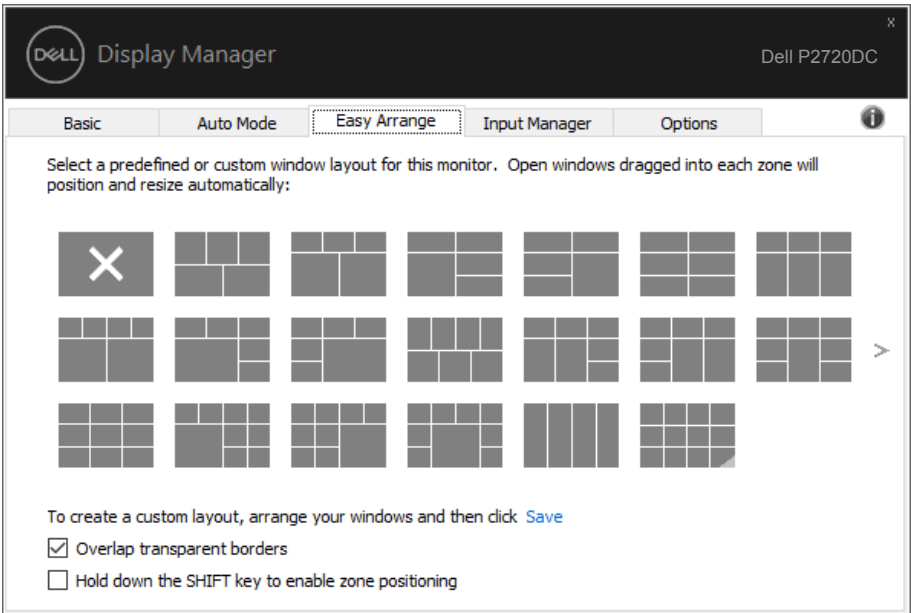 x
DELL Display Manager
Dell P2720DC
Basic Auto Mode Easy Arrange Input Manager Options
Select a predefined or custom window layout for this monitor. Open windows dragged into each zone will
position and resize automatically:
>
To create a custom layout, arrange your windows and then click Save
Overlap transparent borders
Hold down the SHIFT key to enable zone positioning